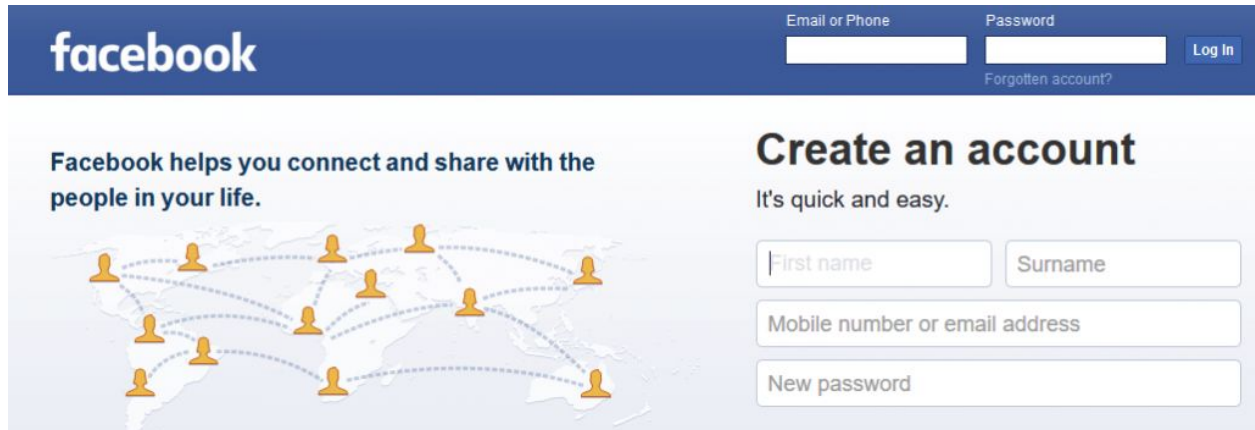 facebook
Email or Phone
Password
Log In
Forgotten account?
Facebook helps you connect and share with the
people in your life.
Create an account
It's quick and easy.
First name
Surname
Mobile number or email address
New password